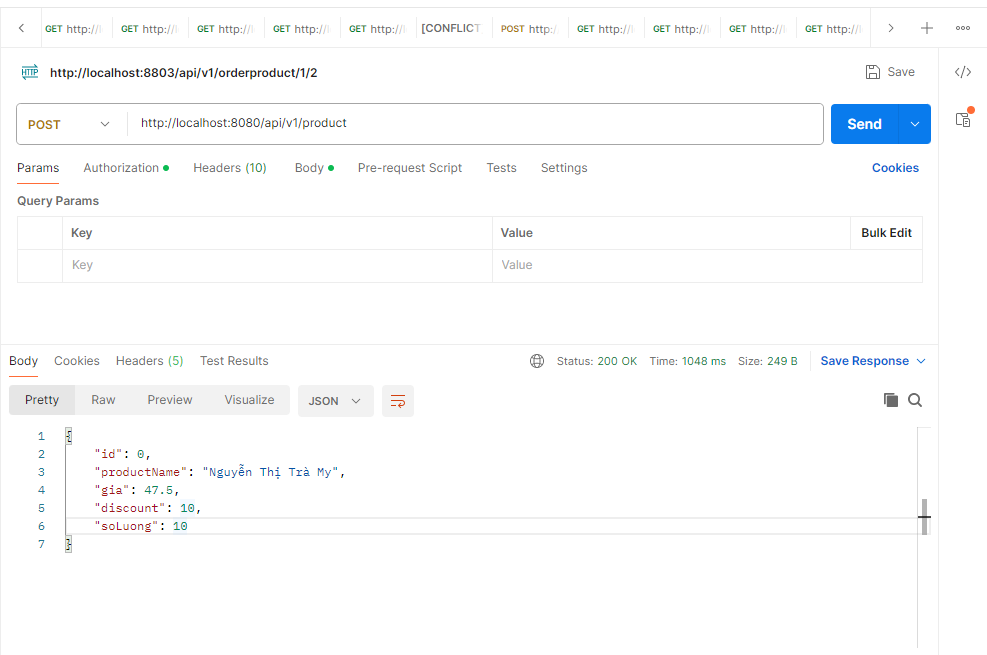 GET http:// GET http:// GET http:// GET http:// GET http:// [CONFLICT POST http: GET http:// GET http:// GET http:// GET http://
HTTP http://localhost:8803/api/v1/orderproduct/1/2 Save
POST http://localhost:8080/api/v1/product Send
Params Authorization Headers (10) Body Pre-request Script Tests Settings Cookies
Query Params
Key Value Bulk Edit
Key Value
Body Cookies Headers (5) Test Results Status: 200 OK Time: 1048 ms Size: 249 B Save Response
Pretty Raw Preview Visualize JSON
1 {
2 "id": 0,
3 "productName": "Nguyễn Thị Trà My",
4 "gia": 47.5,
5 "discount": 10,
6 "soLuong": 10
7 }